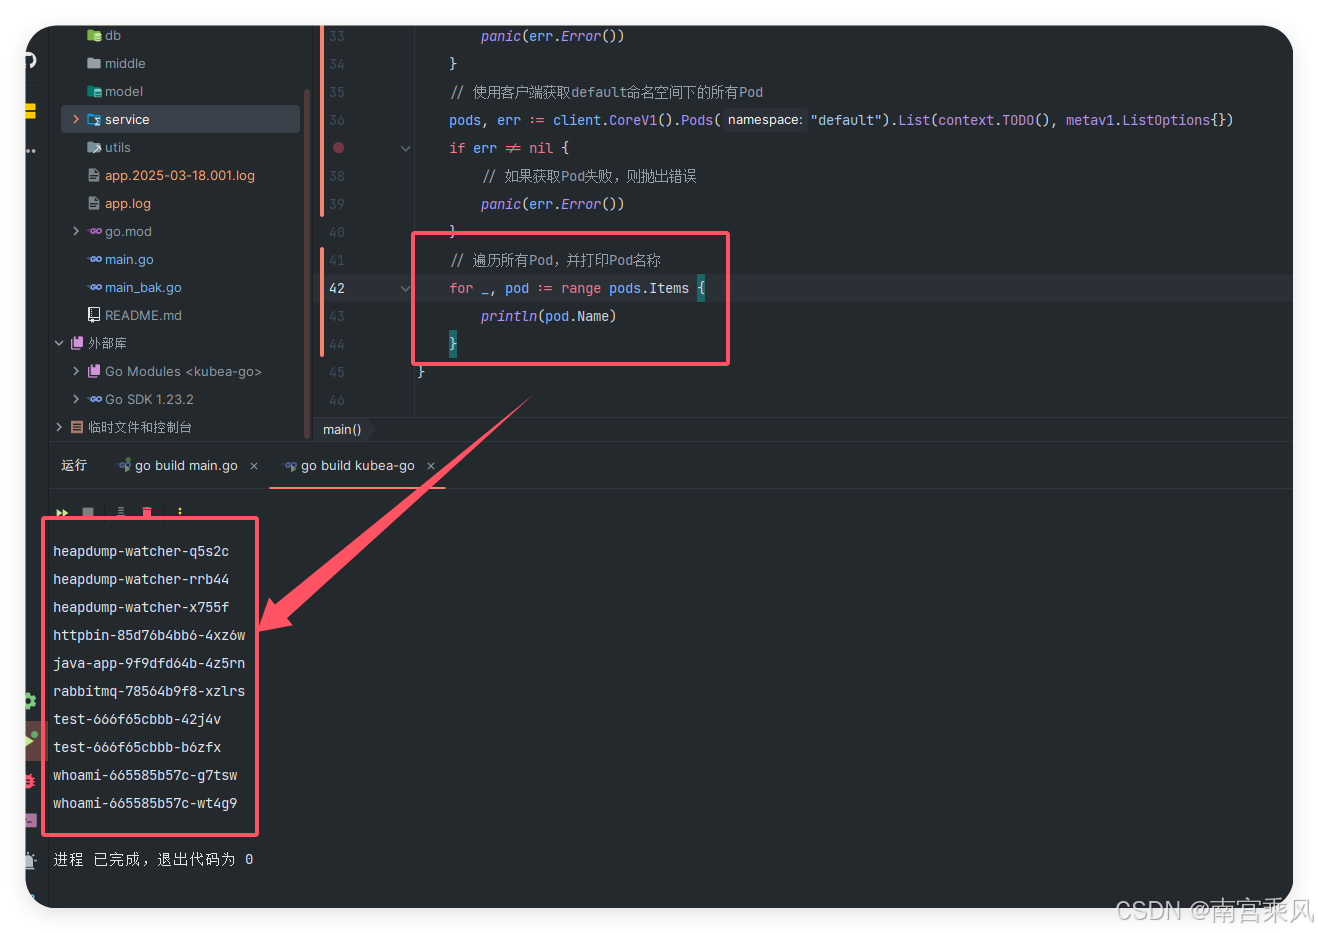 db
middle
model
service
utils
app.2025-03-18.001.log
app.log
go.mod
main.go
main_bak.go
README.md
外部库
Go Modules <kubea-go>
Go SDK 1.23.2
临时文件和控制台
33 panic(err.Error())
34 }
35 // 使用客户端获取default命名空间下的所有Pod
36 pods, err := client.CoreV1().Pods( namespace: "default").List(context.TODO(), metav1.ListOptions{})
if err ≠ nil {
38 // 如果获取Pod失败，则抛出错误
39 panic(err.Error())
40 }
41 // 遍历所有Pod，并打印Pod名称
42 for _, pod := range pods.Items {
43 println(pod.Name)
44 }
45 }
46
main()
运行 go build main.go × go build kubea-go ×
heapdump-watcher-q5s2c
heapdump-watcher-rrb44
heapdump-watcher-x755f
httpbin-85d76b4bb6-4xz6w
java-app-9f9dfd64b-4z5rn
rabbitmq-78564b9f8-xzlrs
test-666f65cbbb-42j4v
test-666f65cbbb-b6zfx
whoami-665585b57c-g7tsw
whoami-665585b57c-wt4g9
进程 已完成，退出代码为 0
CSDN @南宫乘风